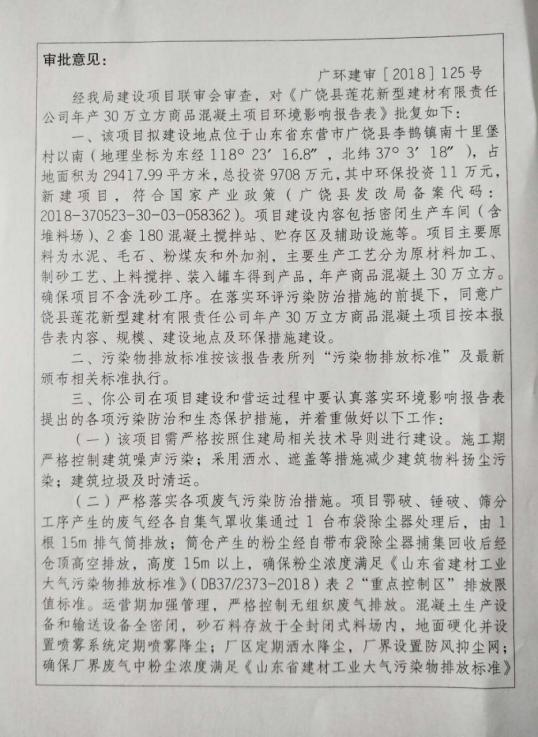 审批意见：
广环建审［2018］125号
经我局建设项目联审会审查，对《广饶县莲花新型建材有限责任
公司年产30万立方商品混凝土项目环境影响报告表》批复如下：
一、该项目拟建设地点位于山东省东营市广饶县李鹊镇南十里堡
村以南（地理坐标为东经118° 23′ 16.8″，北纬37° 3′ 18″），占
地面积为29417.99平方米，总投资9708万元，其中环保投资11万元，
新建项目，符合国家产业政策（广饶县发改局备案代码：
2018-370523-30-03-058362）。项目建设内容包括密闭生产车间（含
堆料场）、2套180混凝土搅拌站、贮存区及辅助设施等。项目主要原
料为水泥、毛石、粉煤灰和外加剂，主要生产工艺分为原材料加工、
制砂工艺、上料搅拌、装入罐车得到产品，年产商品混凝土30万立方。
确保项目不含洗砂工序。在落实环评污染防治措施的前提下，同意广
饶县莲花新型建材有限责任公司年产30万立方商品混凝土项目按本报
告表内容、规模、建设地点及环保措施建设。
二、污染物排放标准按该报告表所列“污染物排放标准”及最新
颁布相关标准执行。
三、你公司在项目建设和营运过程中要认真落实环境影响报告表
提出的各项污染防治和生态保护措施，并着重做好以下工作：
（一）该项目需严格按照住建局相关技术导则进行建设。施工期
严格控制建筑噪声污染；采用洒水、遮盖等措施减少建筑物料扬尘污
染；建筑垃圾及时清运。
（二）严格落实各项废气污染防治措施。项目鄂破、锤破、筛分
工序产生的废气经各自集气罩收集通过1台布袋除尘器处理后，由1
根15m排气筒排放；筒仓产生的粉尘经自带布袋除尘器捕集回收后经
仓顶高空排放，高度15m以上，确保粉尘浓度满足《山东省建材工业
大气污染物排放标准》（DB37/2373-2018）表2“重点控制区”排放限
值标准。运营期加强管理，严格控制无组织废气排放。混凝土生产设
备和输送设备全密闭，砂石料存放于全封闭式料场内，地面硬化并设
置喷雾系统定期喷雾降尘；厂区定期洒水降尘，厂界设置防风抑尘网；
确保厂界废气中粉尘浓度满足《山东省建材工业大气污染物排放标准》